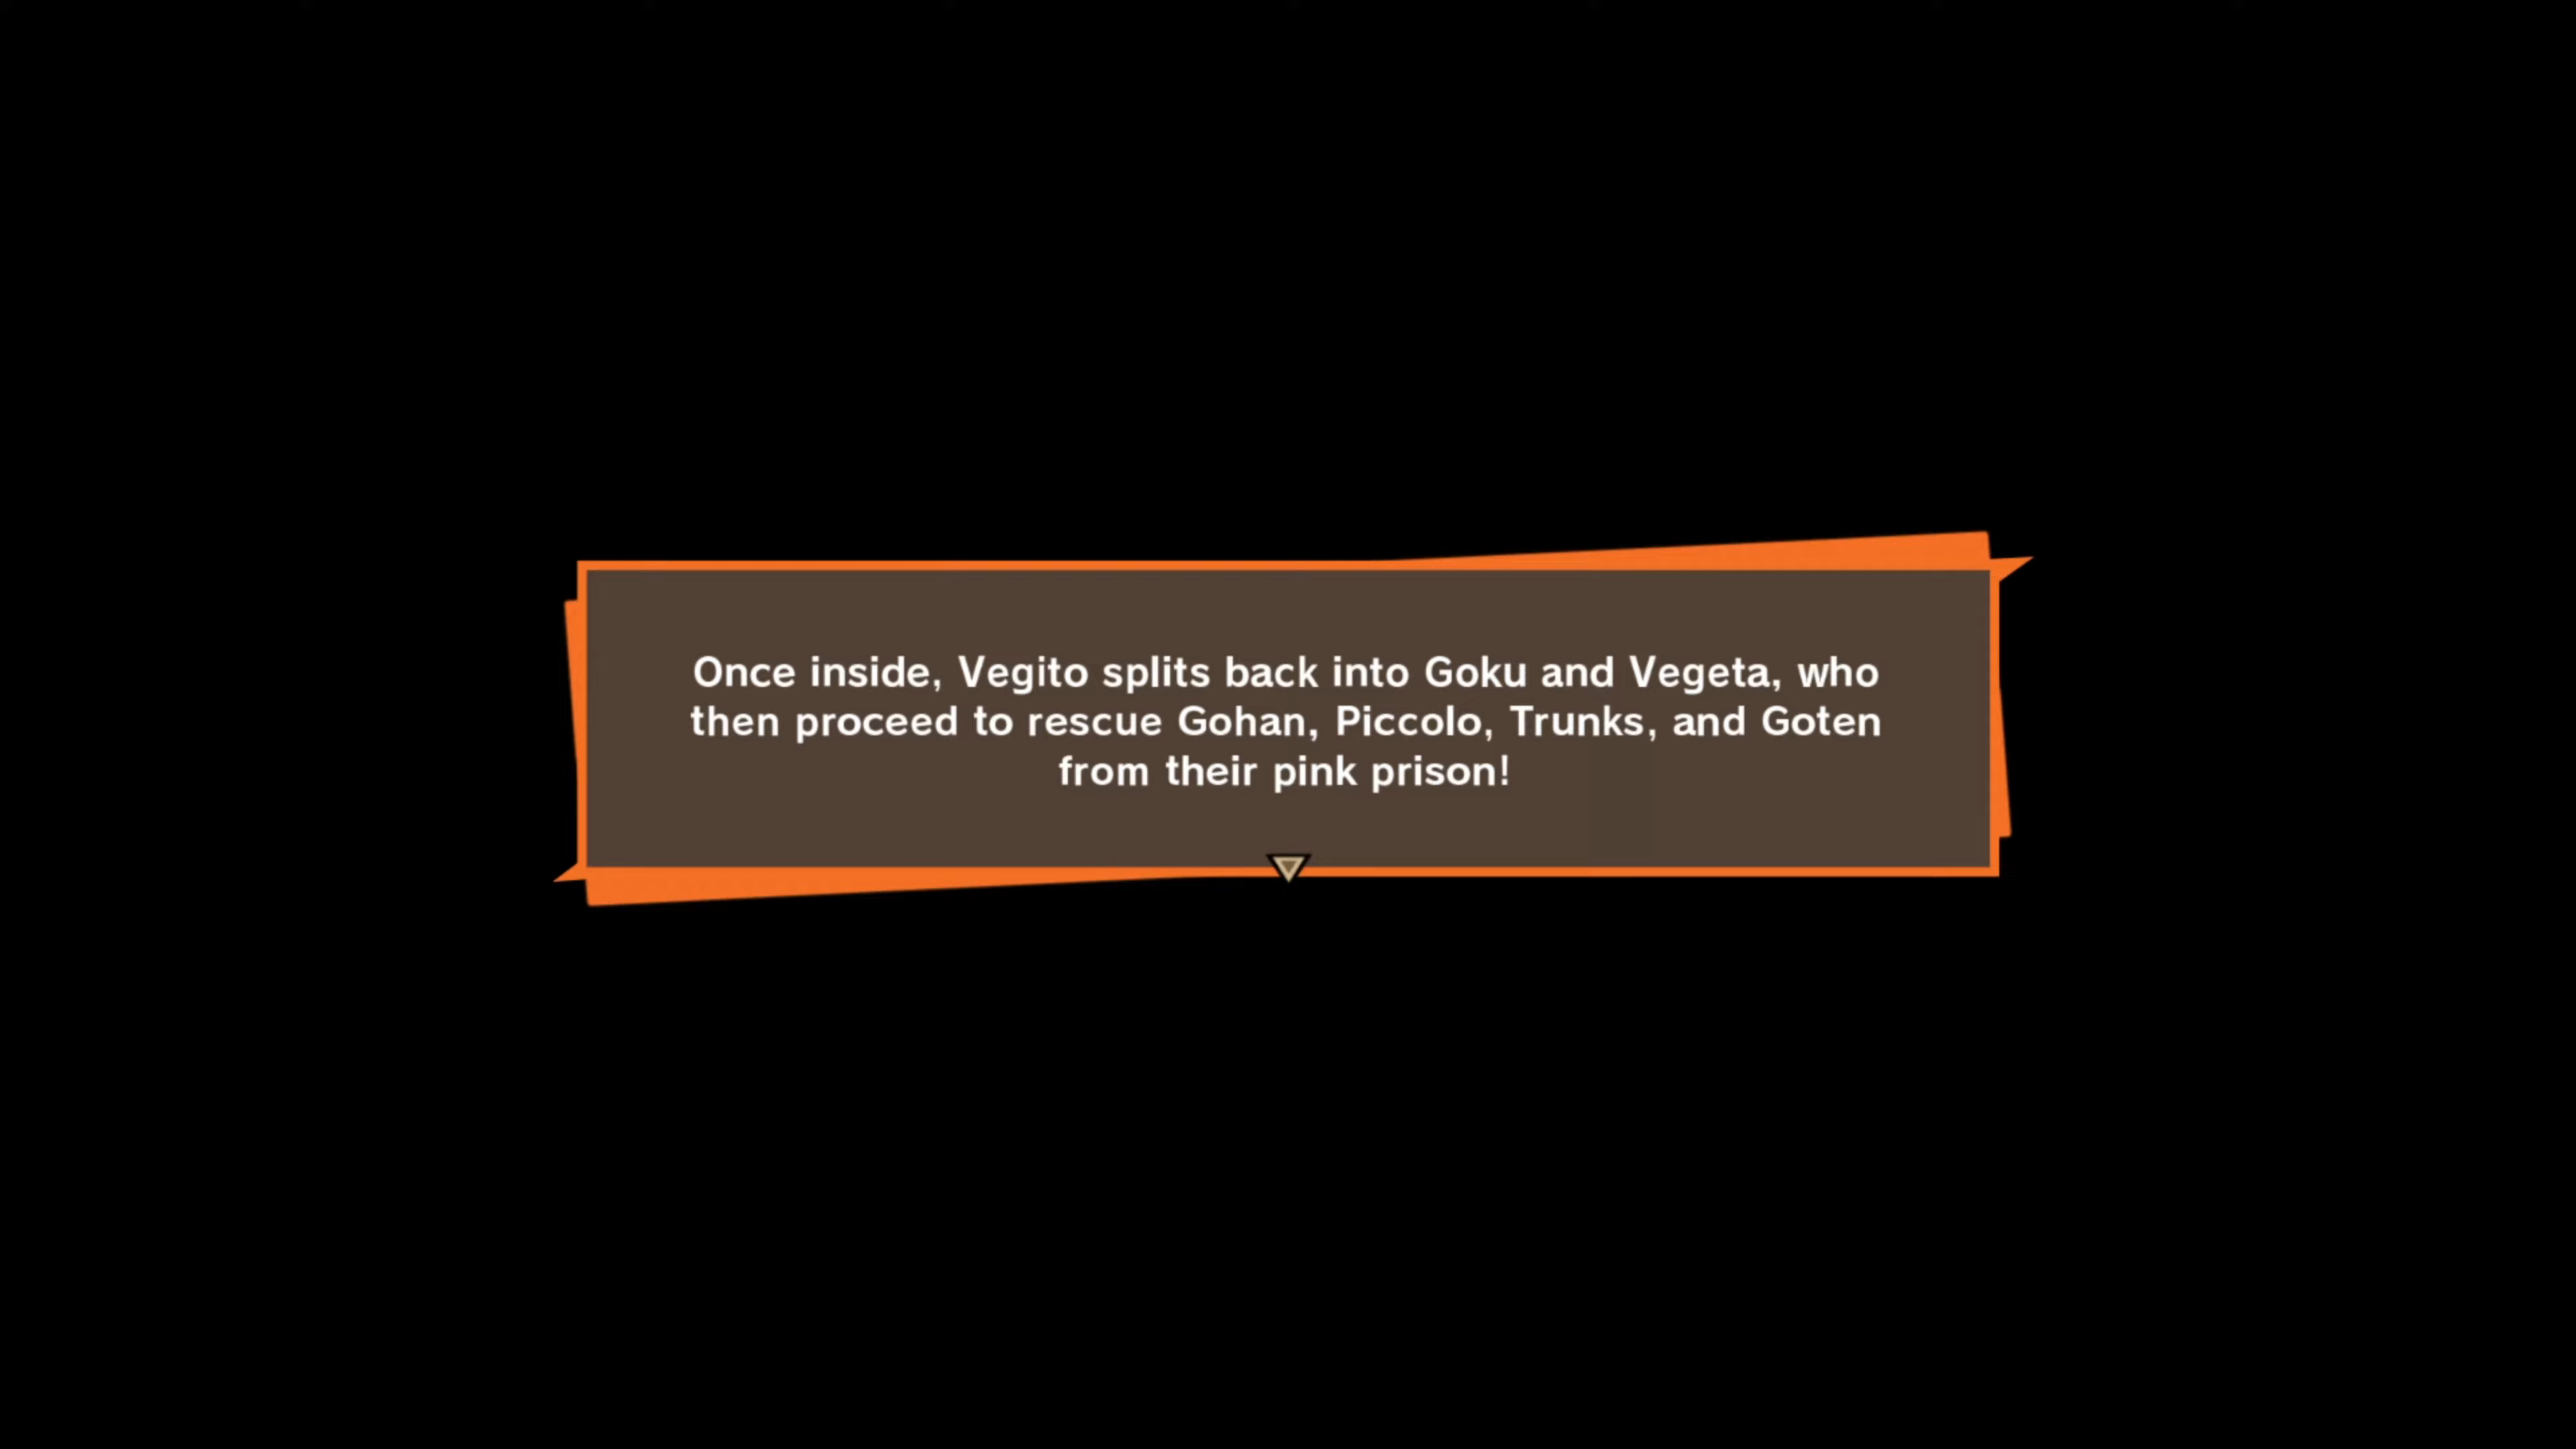 Once inside, Vegito splits back into Goku and Vegeta, who
then proceed to rescue Gohan, Piccolo, Trunks, and Goten
from their pink prison!